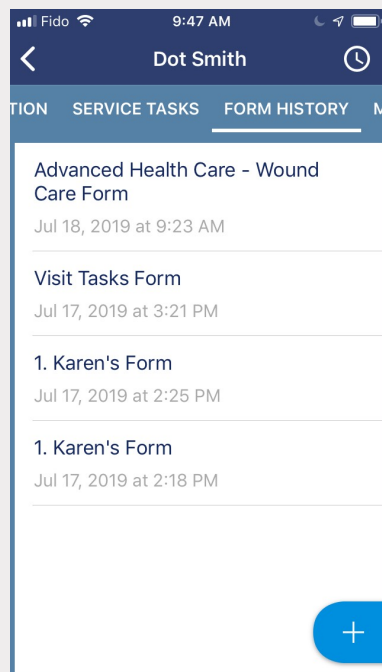 Fido 9:47 AM
Dot Smith
TION SERVICE TASKS FORM HISTORY M
Advanced Health Care - Wound
Care Form
Jul 18, 2019 at 9:23 AM
Visit Tasks Form
Jul 17, 2019 at 3:21 PM
1. Karen's Form
Jul 17, 2019 at 2:25 PM
1. Karen's Form
Jul 17, 2019 at 2:18 PM